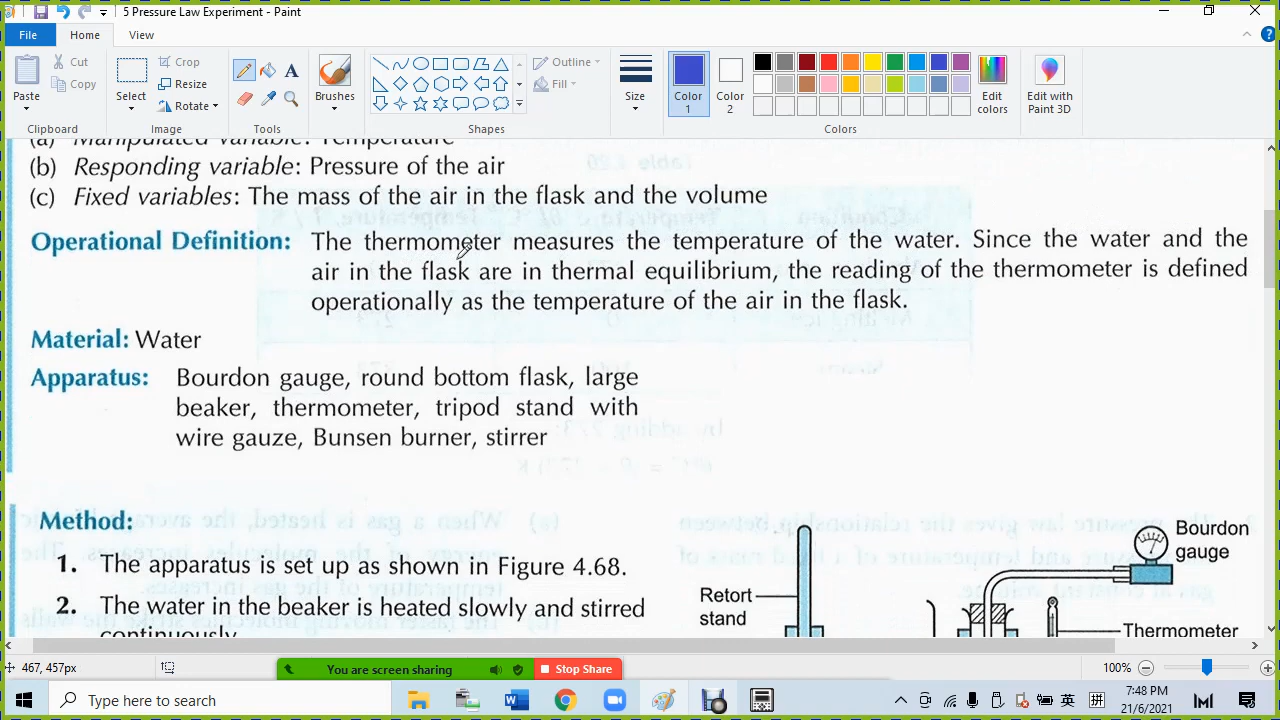 5 Pressure Law Experiment - Paint
File Home View
Paste
Cut
Copy
Clipboard
Select
Crop
Resize
Rotate
Image
Tools
Brushes
Shapes
Outline
Fill
Size
Color 1
Color 2
Colors
Edit colors
Edit with Paint 3D
(a) Manipulated variable: Temperature
(b) Responding variable: Pressure of the air
(c) Fixed variables: The mass of the air in the flask and the volume
Operational Definition: The thermometer measures the temperature of the water. Since the water and the
air in the flask are in thermal equilibrium, the reading of the thermometer is defined
operationally as the temperature of the air in the flask.
Material: Water
Apparatus: Bourdon gauge, round bottom flask, large
beaker, thermometer, tripod stand with
wire gauze, Bunsen burner, stirrer
Method:
1. The apparatus is set up as shown in Figure 4.68.
2. The water in the beaker is heated slowly and stirred
continuously
Bourdon
gauge
Retort
stand
Thermometer
467, 457px
You are screen sharing
Stop Share
100%
Type here to search
英
拼
7:48 PM
21/6/2021